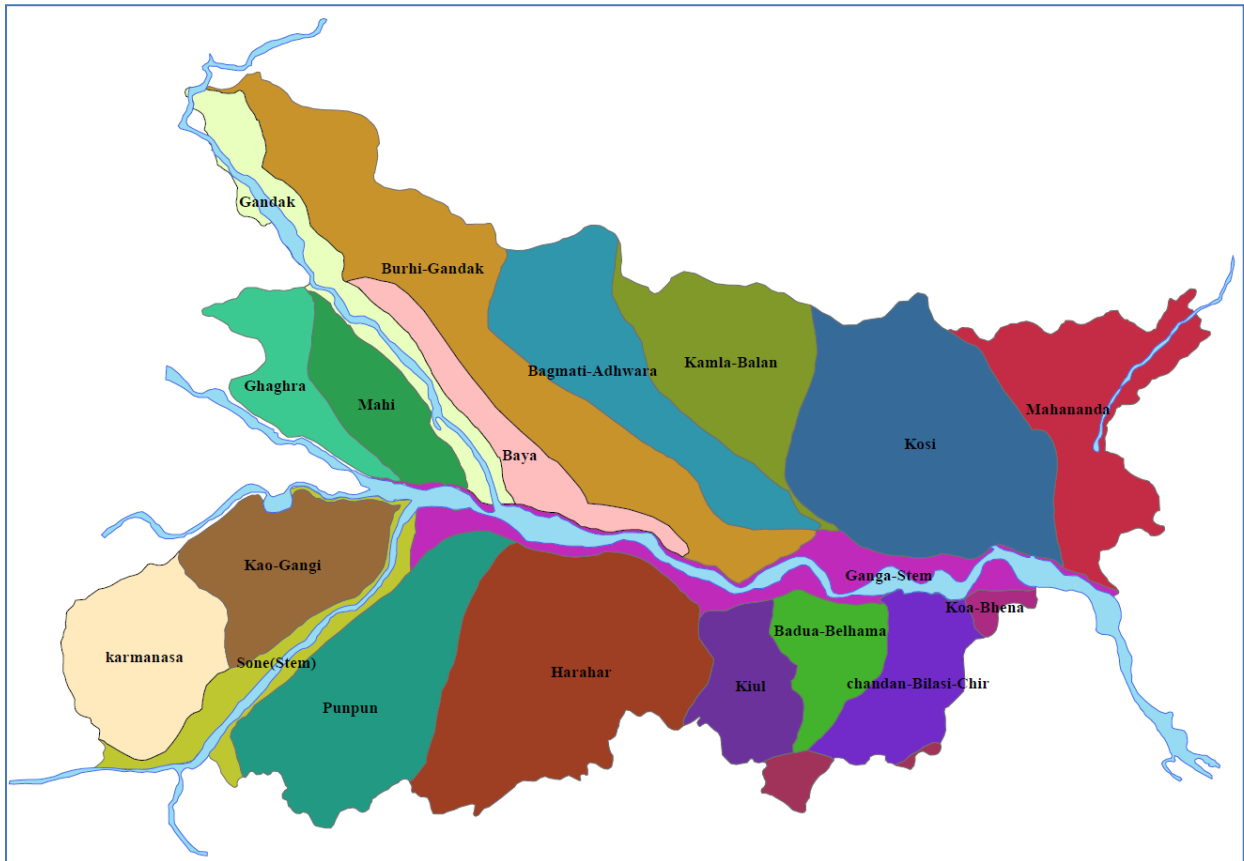 Gandak
Burhi-Gandak
Ghaghra
Mahi
Bagmati-Adhwara
Kamla-Balan
Mahananda
Kosi
Baya
Kao-Gangi
Ganga-Stem
Koa-Bhena
Badua-Belhama
karmanasa
Sone(Stem)
Harahar
Kiul
chandan-Bilasi-Chir
Punpun